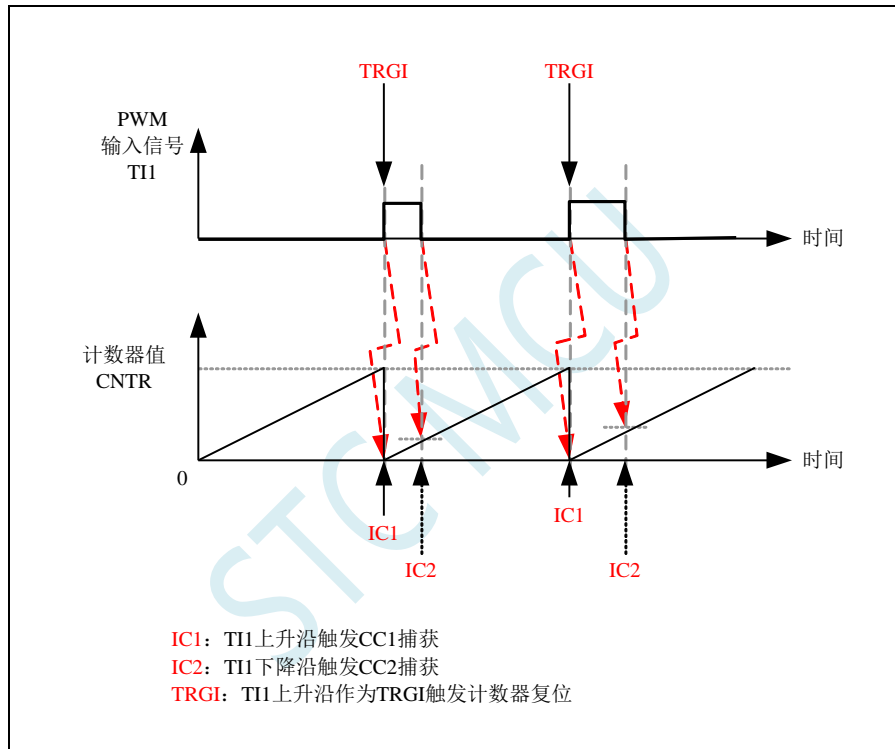 TRGI
TRGI
PWM
输入信号
TI1
时间
计数器值
CNTR
0
时间
IC1
IC1
IC2
IC2
STC MCU
IC1：TI1上升沿触发CC1捕获
IC2：TI1下降沿触发CC2捕获
TRGI：TI1上升沿作为TRGI触发计数器复位